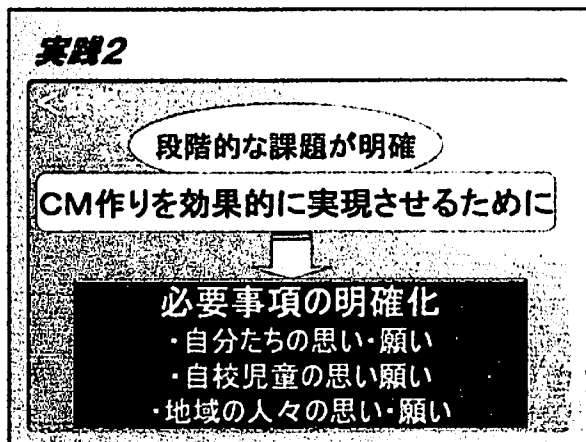 実践2
段階的な課題が明確
CM作りを効果的に実現させるために
必要事項の明確化
・自分たちの思い・願い
・自校児童の思い願い
・地域の人々の思い・願い